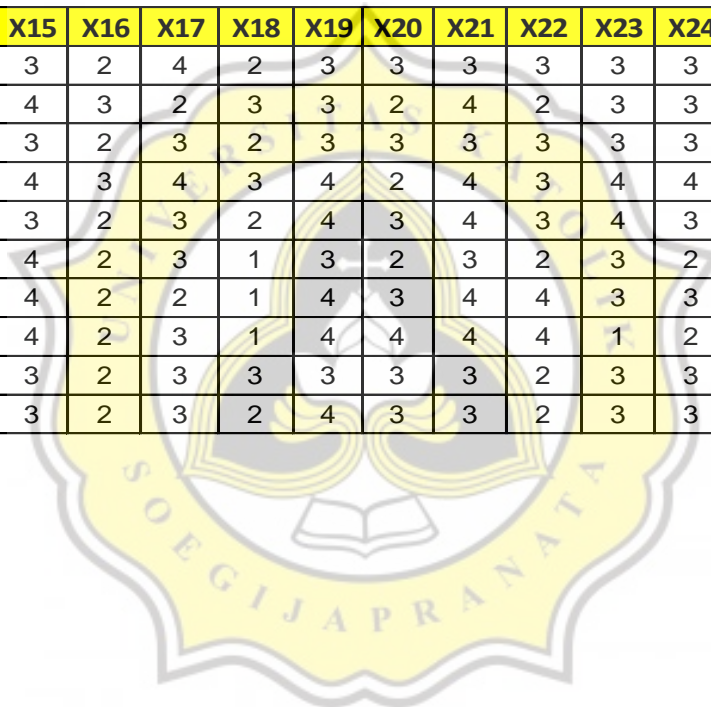 X15 X16 X17 X18 X19 X20 X21 X22 X23 X24
3 2 4 2 3 3 3 3 3 3
4 3 2 3 3 2 4 2 3 3
3 2 3 2 3 3 3 3 3 3
4 3 4 3 4 2 4 3 4 4
3 2 3 2 4 3 4 3 4 3
4 2 3 1 3 2 3 2 3 2
4 2 2 1 4 3 4 4 3 3
4 2 3 1 4 4 4 4 1 2
3 2 3 3 3 3 3 2 3 3
3 2 3 2 4 3 3 2 3 3
UNIVERSITAS KATOLIK
SOEGIJAPRANATA